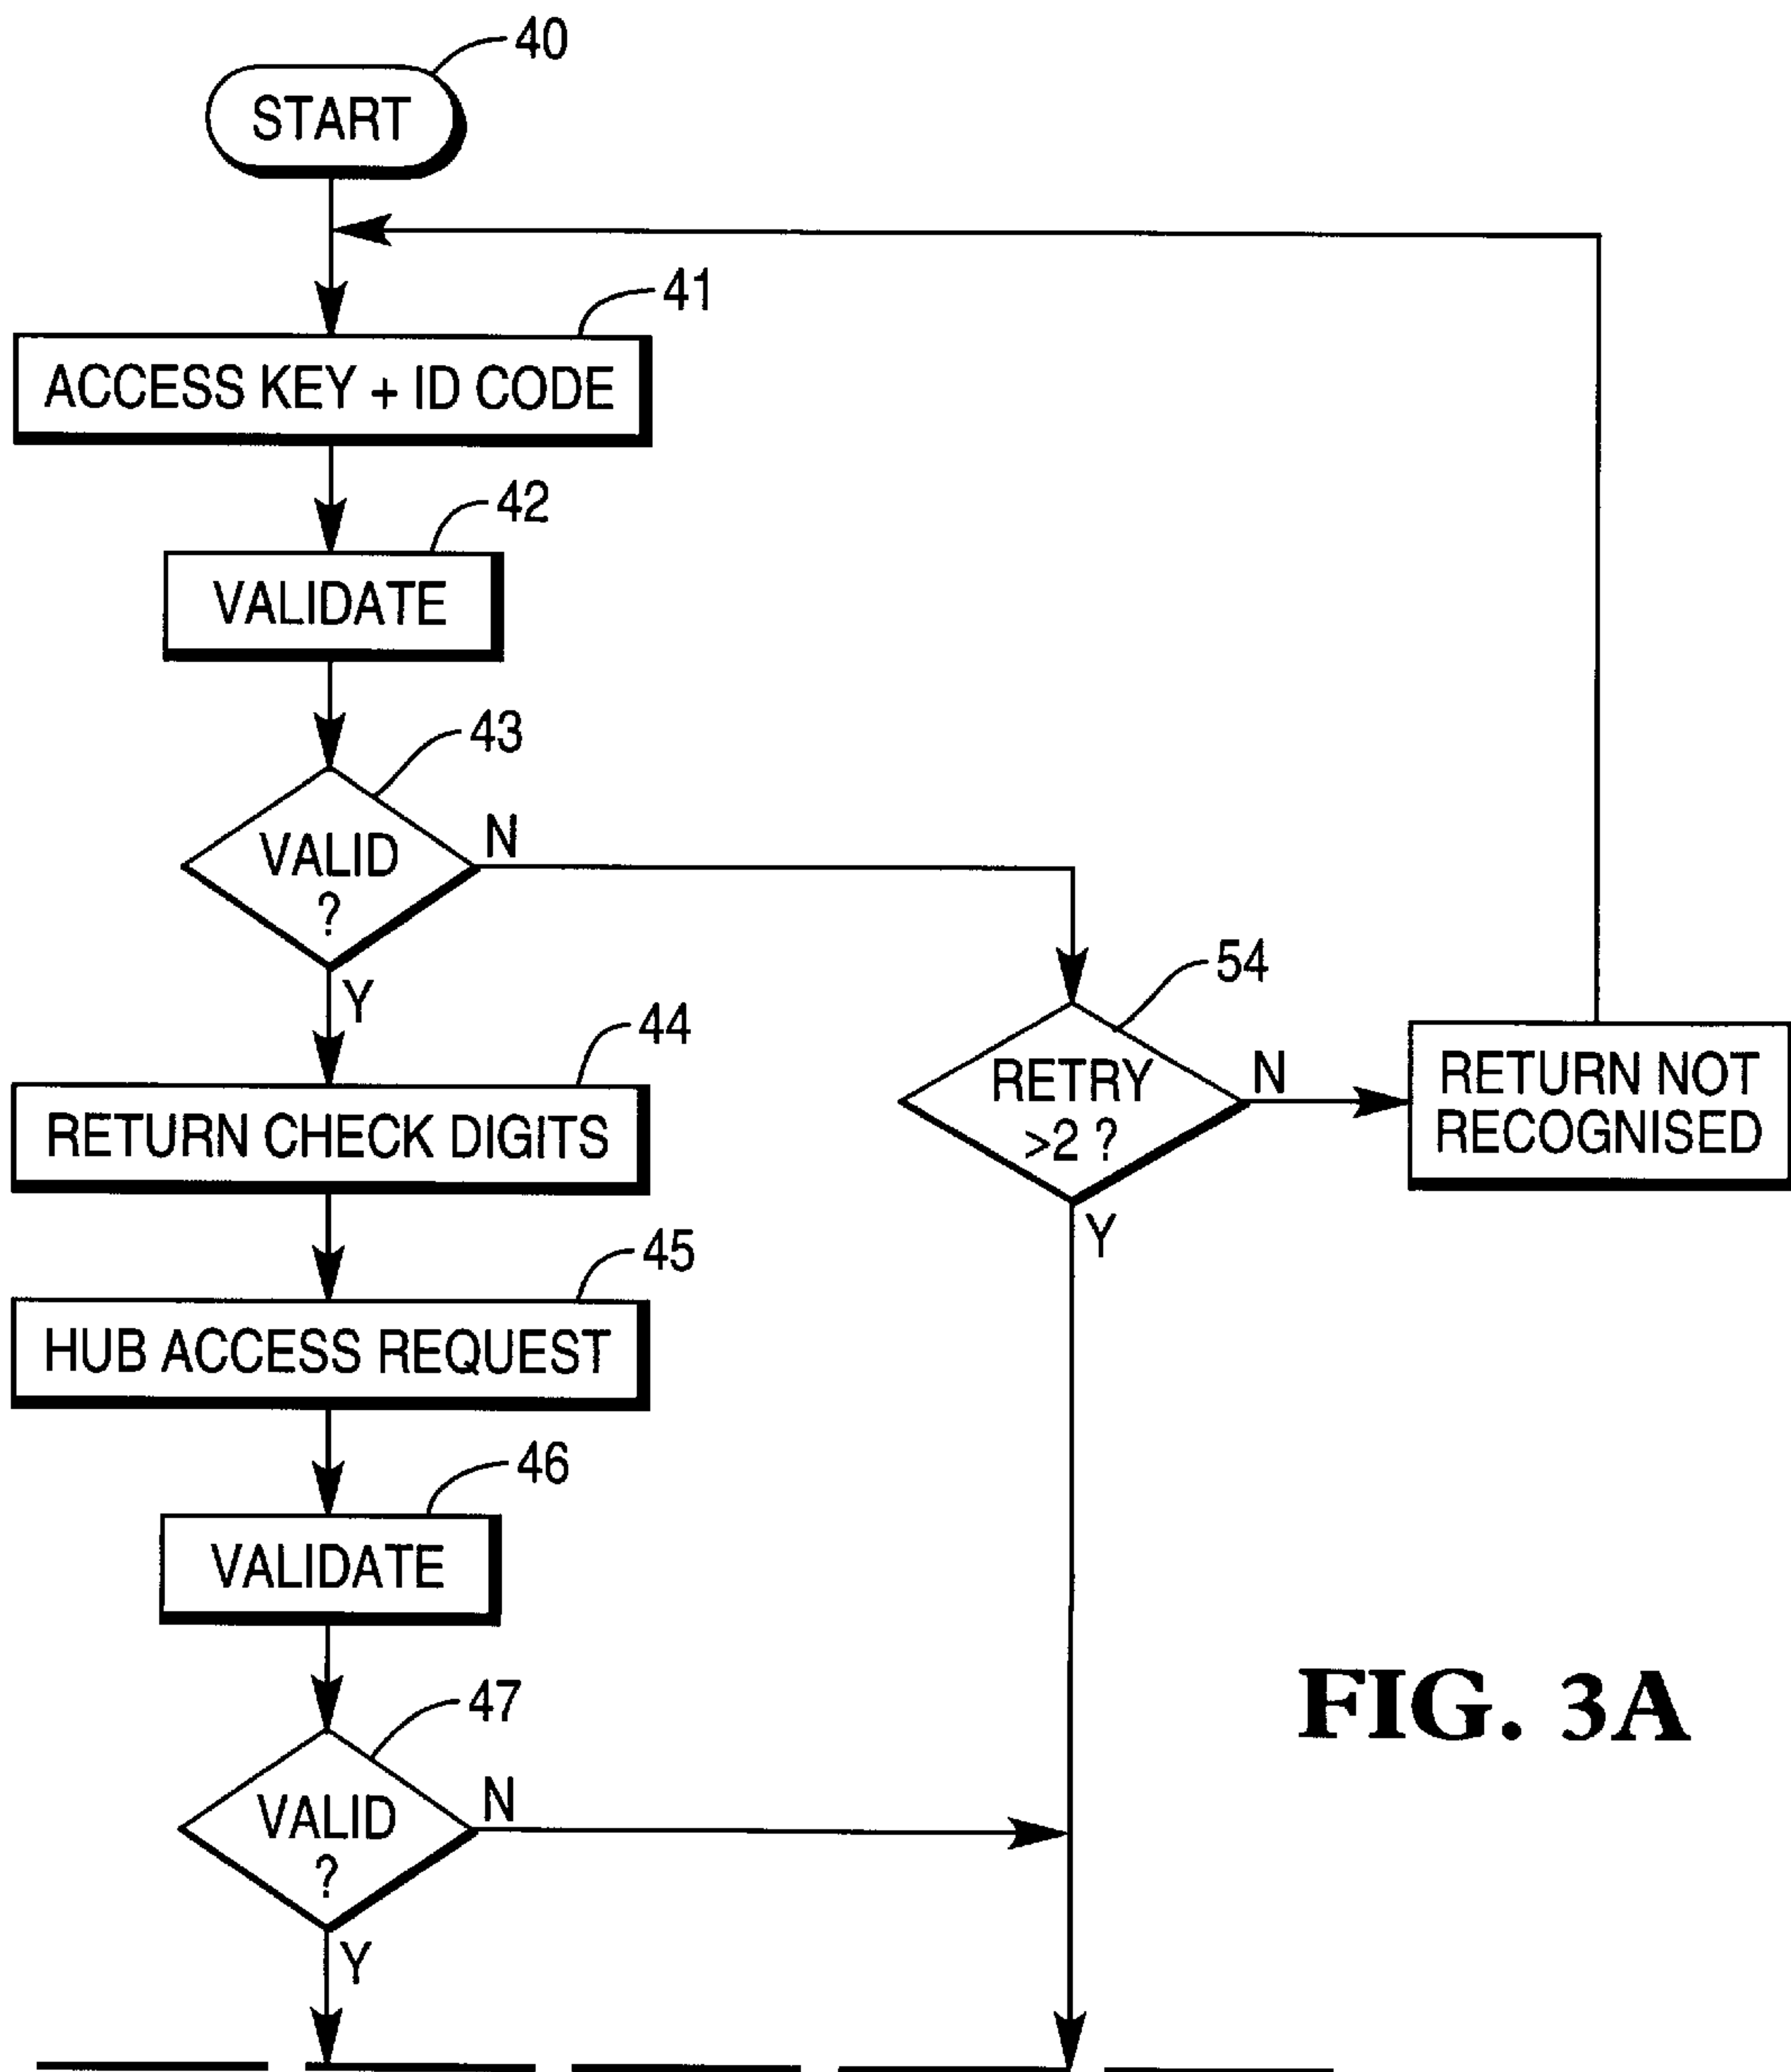 40
START
41
ACCESS KEY + ID CODE
42
VALIDATE
43
VALID
?
N
Y
54
RETRY
>2 ?
N
Y
RETURN NOT
RECOGNISED
44
RETURN CHECK DIGITS
45
HUB ACCESS REQUEST
46
VALIDATE
47
VALID
?
N
Y
FIG. 3A